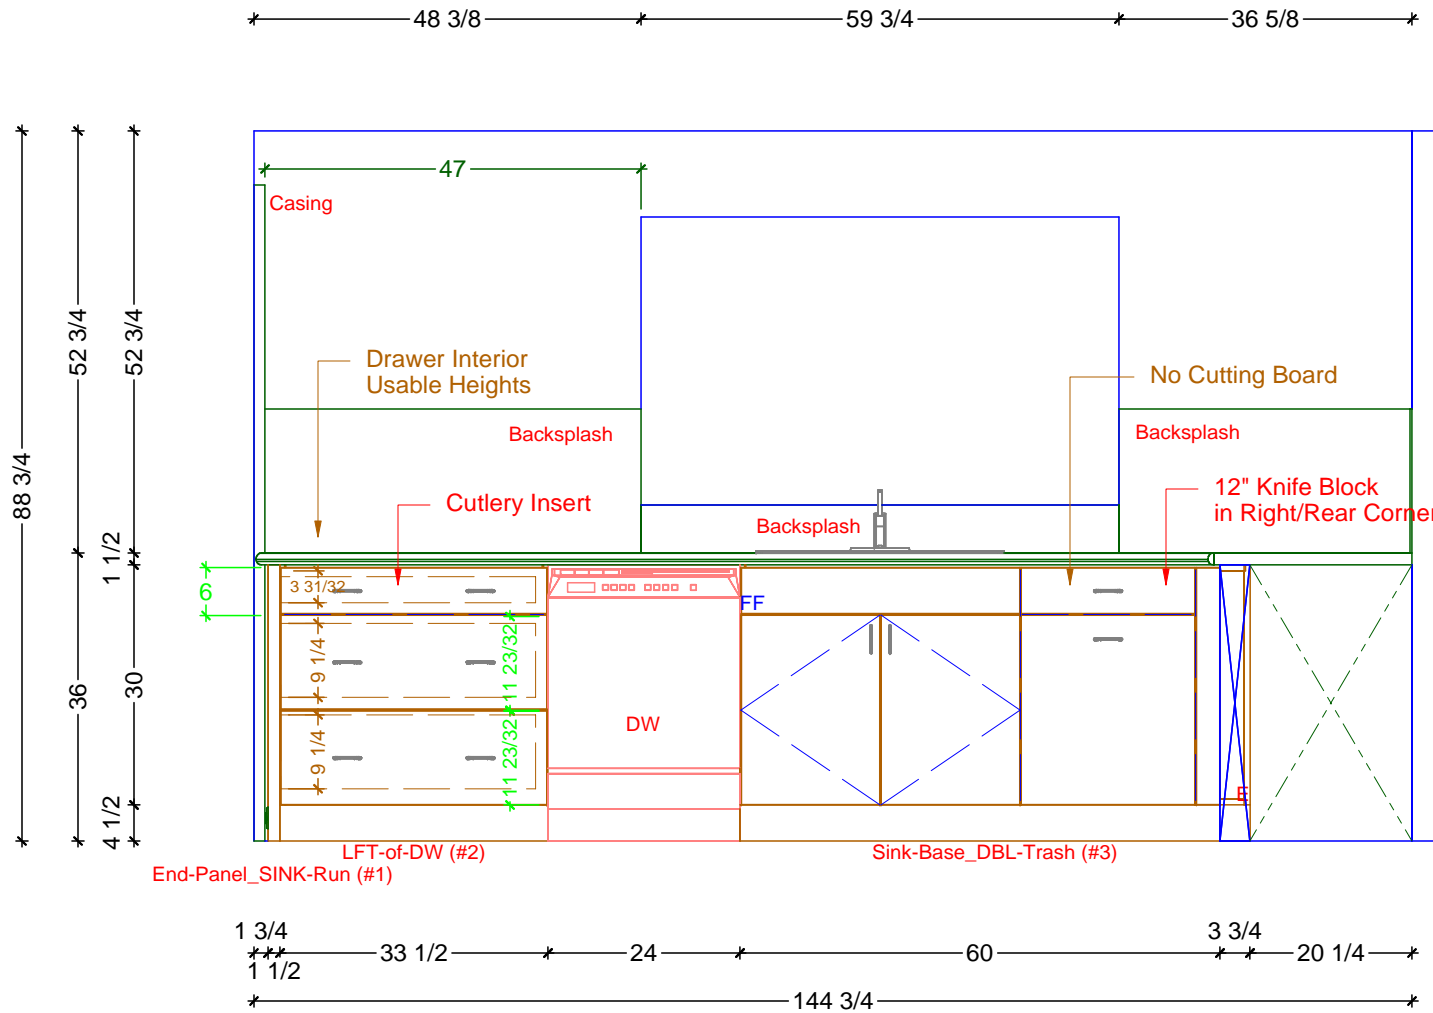 48 3/8
59 3/4
36 5/8
47
Casing
52 3/4
52 3/4
88 3/4
Drawer Interior
Usable Heights
No Cutting Board
Backsplash
Backsplash
Cutlery Insert
12" Knife Block
in Right/Rear Corner
Backsplash
1 1/2
3 31/32
6
FF
9 1/4
11 23/32
36
30
DW
9 1/4
11 23/32
E
4 1/2
LFT-of-DW (#2)
Sink-Base_DBL-Trash (#3)
End-Panel_SINK-Run (#1)
1 3/4
3 3/4
33 1/2
24
60
20 1/4
1 1/2
144 3/4